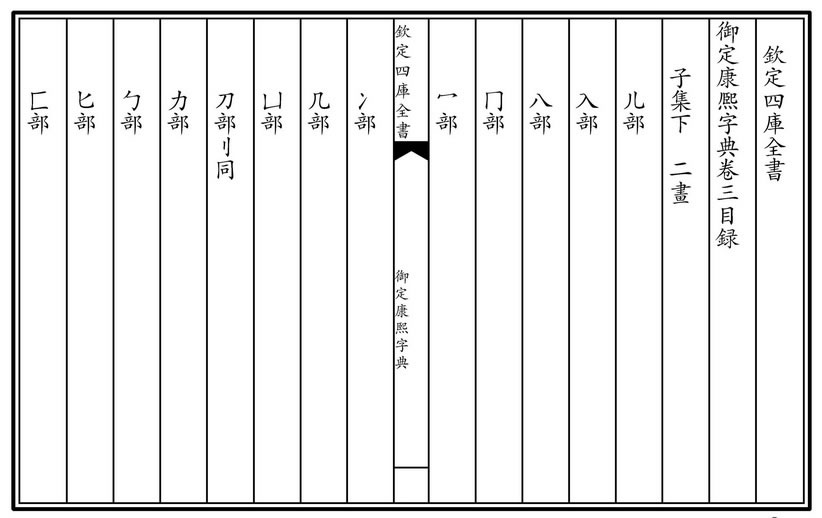 欽定四庫全書
御定康熙字典卷三目録
子集下　二畫
儿部
入部
八部
冂部
冖部
欽定四庫全書
御定康熙字典
冫部
几部
凵部
刀部刂同
力部
勹部
匕部
匚部